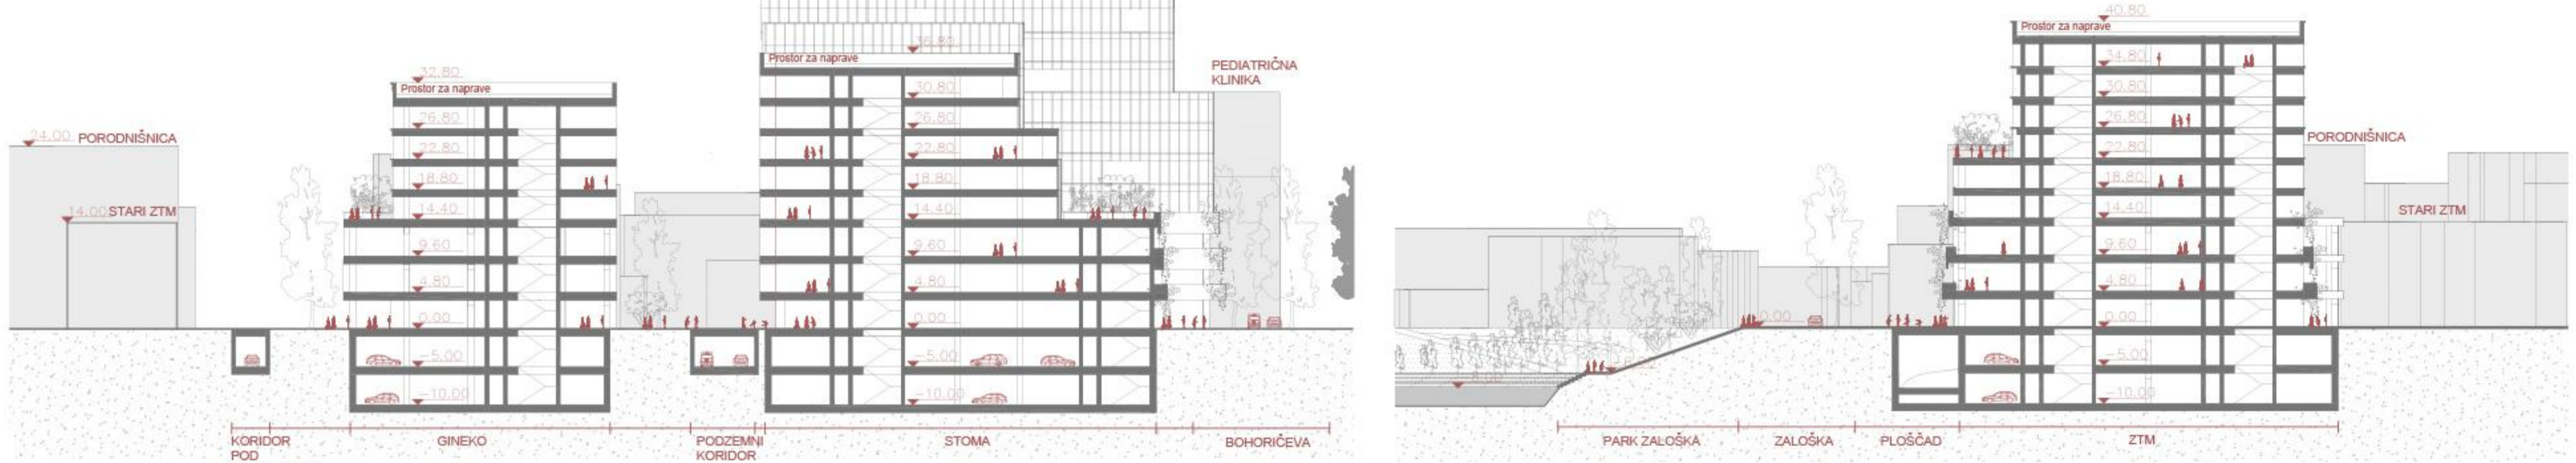 24.00 PORODNIŠNICA
14.00 STARI ZTM
32.80
Prostor za naprave
26.80
22.80
18.80
14.40
9.60
4.80
0.00
-5.00
-10.00
36.80
Prostor za naprave
30.80
26.80
22.80
18.80
14.40
9.60
4.80
0.00
-5.00
-10.00
PEDIATRIČNA
KLINIKA
KORIDOR
POD
GINEKO
PODZEMNI
KORIDOR
STOMA
BOHORIČEVA
40.80
Prostor za naprave
34.80
30.80
26.80
22.80
18.80
14.40
9.60
4.80
0.00
-5.00
-10.00
PORODNIŠNICA
STARI ZTM
0.00
PARK ZALOŠKA
ZALOŠKA
PLOŠČAD
ZTM